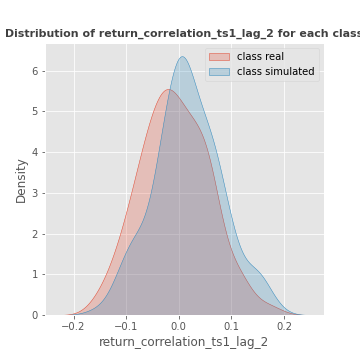 Distribution of return_correlation_ts1_lag_2 for each class
class real
class simulated
6
5
4
3
2
1
0
Density
−0.2 −0.1 0.0 0.1 0.2
return_correlation_ts1_lag_2